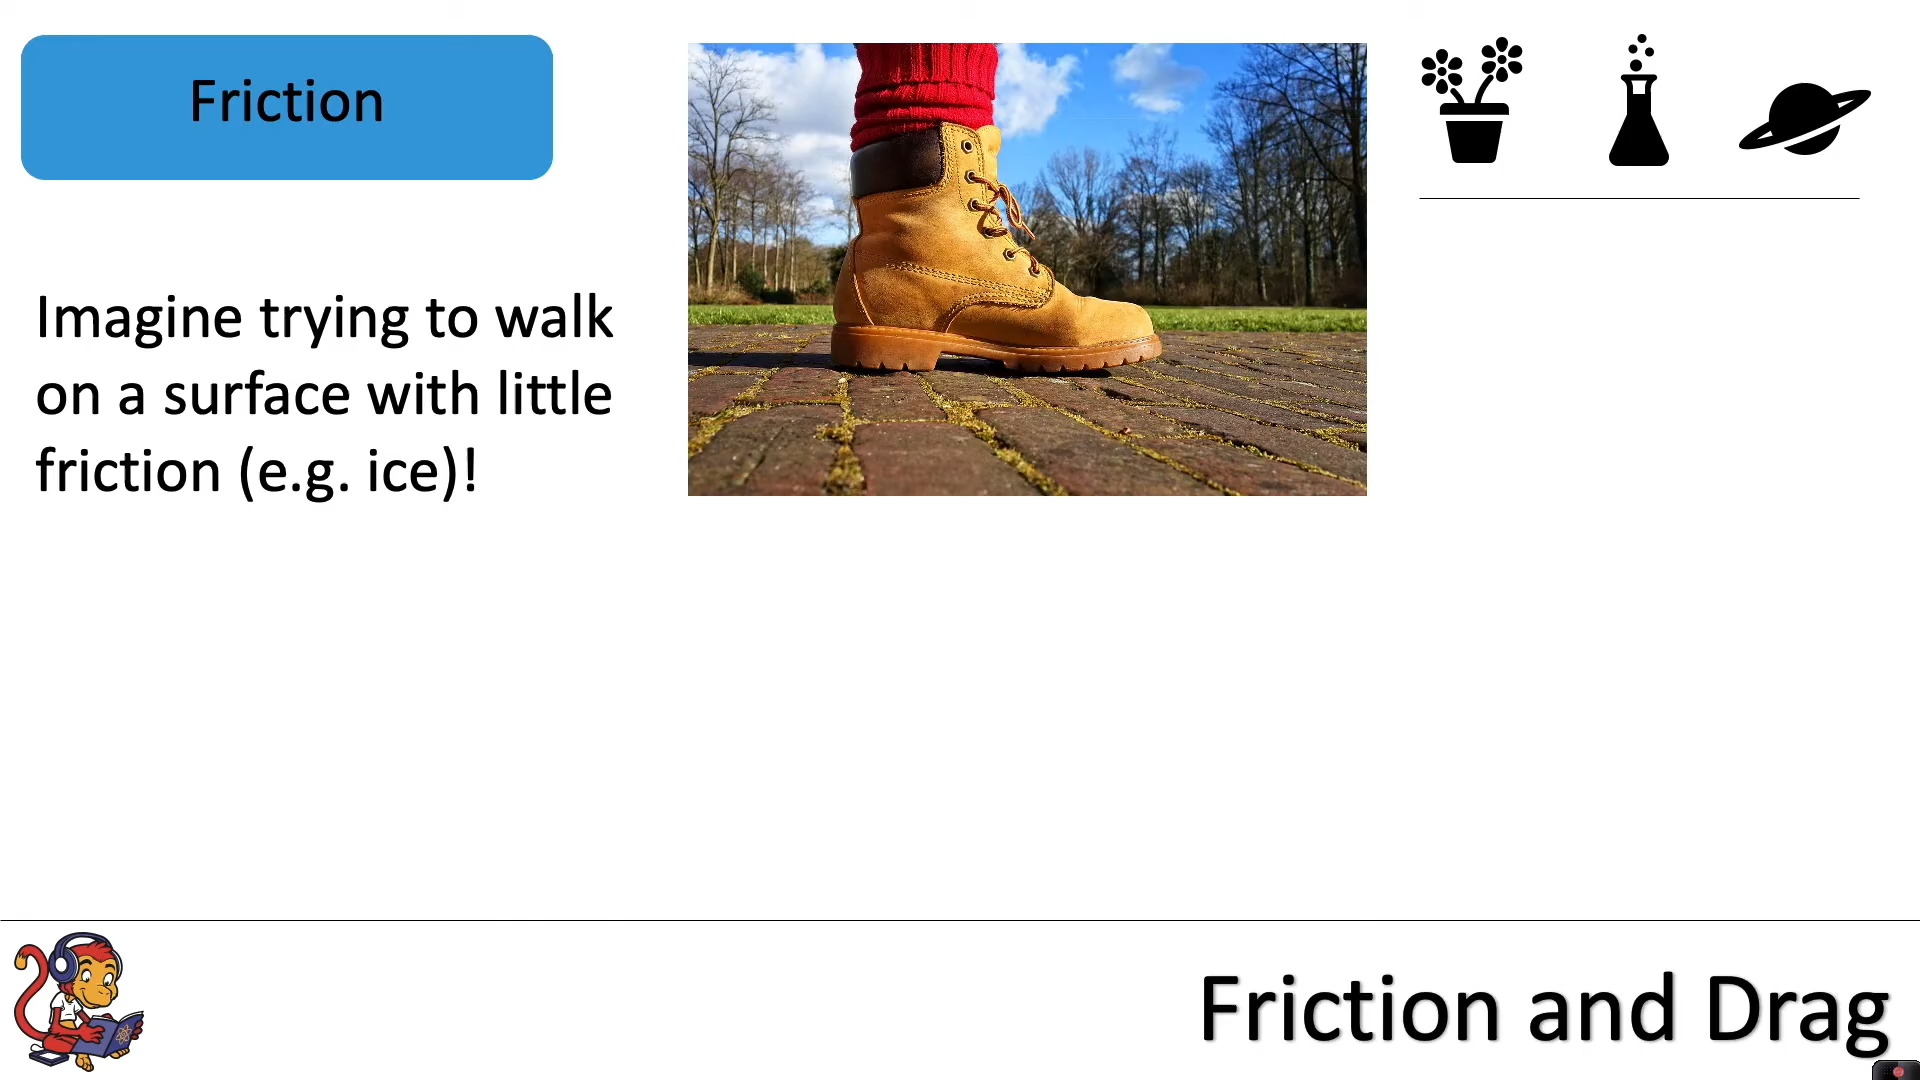 Friction
Imagine trying to walk
on a surface with little
friction (e.g. ice)!
Friction and Drag